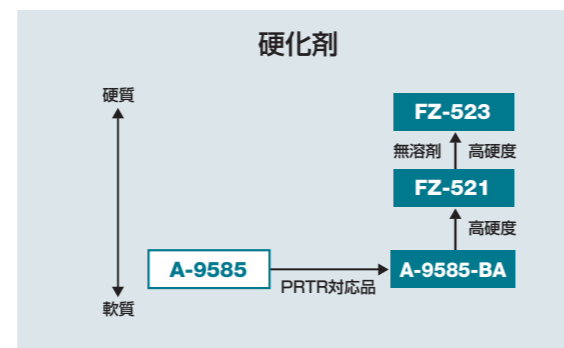 硬化剤
硬質
FZ-523
無溶剤 高硬度
FZ-521
高硬度
A-9585
A-9585-BA
PRTR対応品
軟質